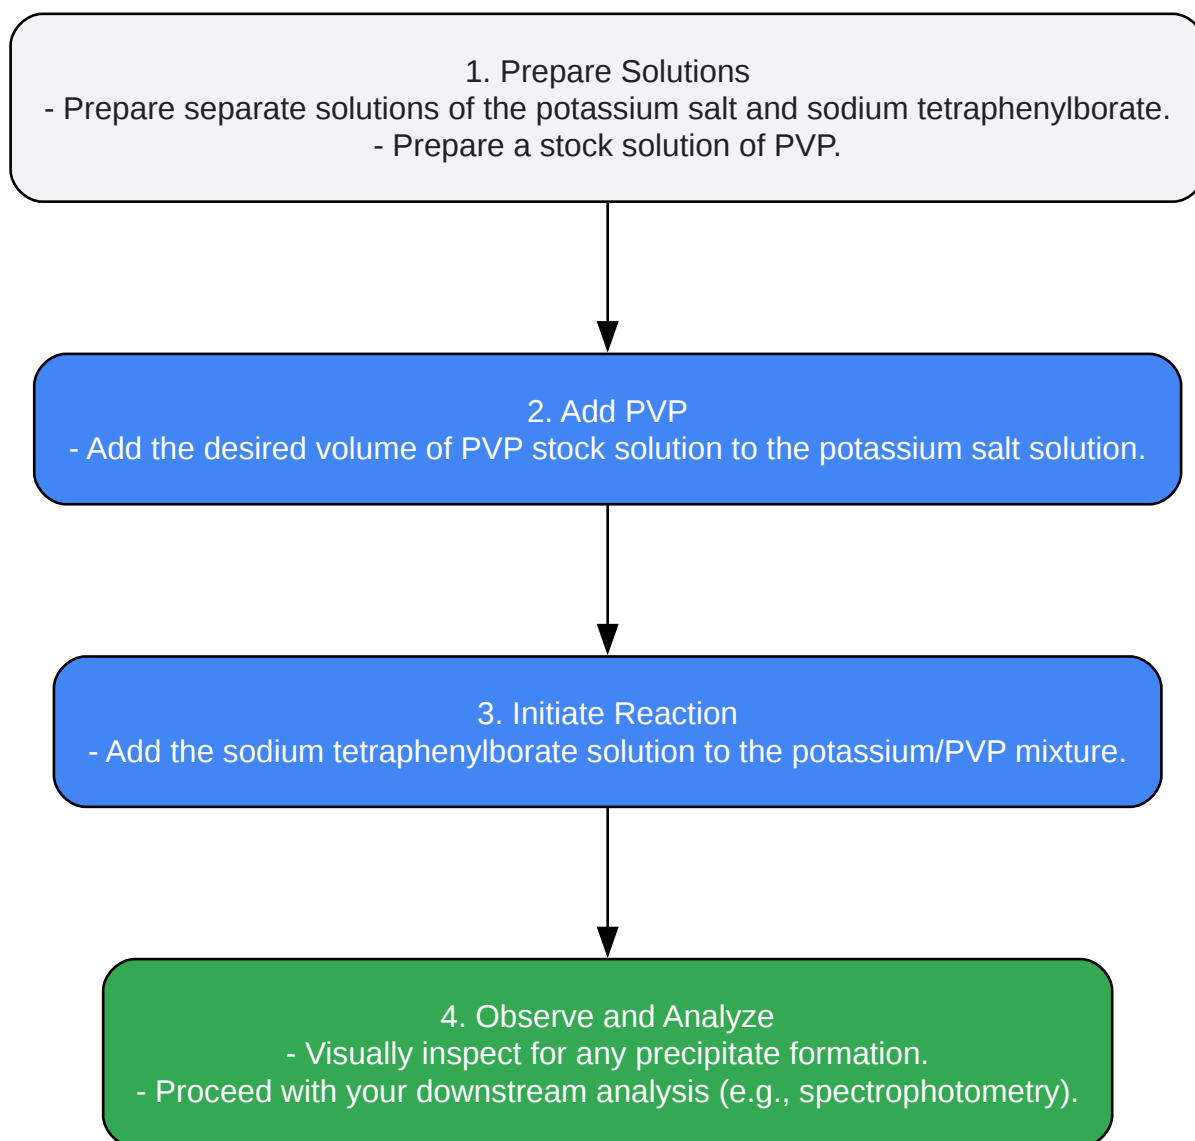 1. Prepare Solutions
- Prepare separate solutions of the potassium salt and sodium tetraphenylborate.
- Prepare a stock solution of PVP.
2. Add PVP
- Add the desired volume of PVP stock solution to the potassium salt solution.
3. Initiate Reaction
- Add the sodium tetraphenylborate solution to the potassium/PVP mixture.
4. Observe and Analyze
- Visually inspect for any precipitate formation.
- Proceed with your downstream analysis (e.g., spectrophotometry).